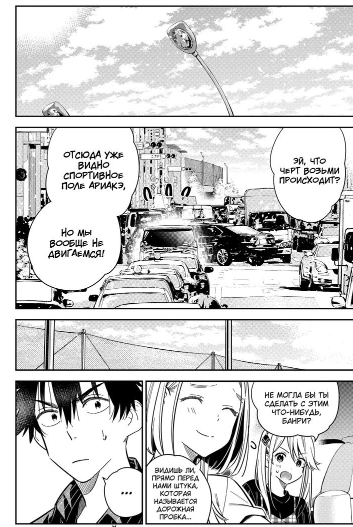 ЭЙ, ЧТО
ЧЕРТ ВОЗЬМИ
ПРОИСХОДИТ?
ОТСЮДА УЖЕ
ВИДНО
СПОРТИВНОЕ
ПОЛЕ АРИАКЭ,
НО МЫ
ВООБЩЕ НЕ
ДВИГАЕМСЯ!
НЕ МОГЛА БЫ ТЫ
СДЕЛАТЬ С ЭТИМ
ЧТО-НИБУДЬ,
БАНРИ?
ВИДИШЬ ЛИ,
ПРЯМО ПЕРЕД
НАМИ ШТУКА,
КОТОРАЯ
НАЗЫВАЕТСЯ
ДОРОЖНАЯ
ПРОБКА...
...